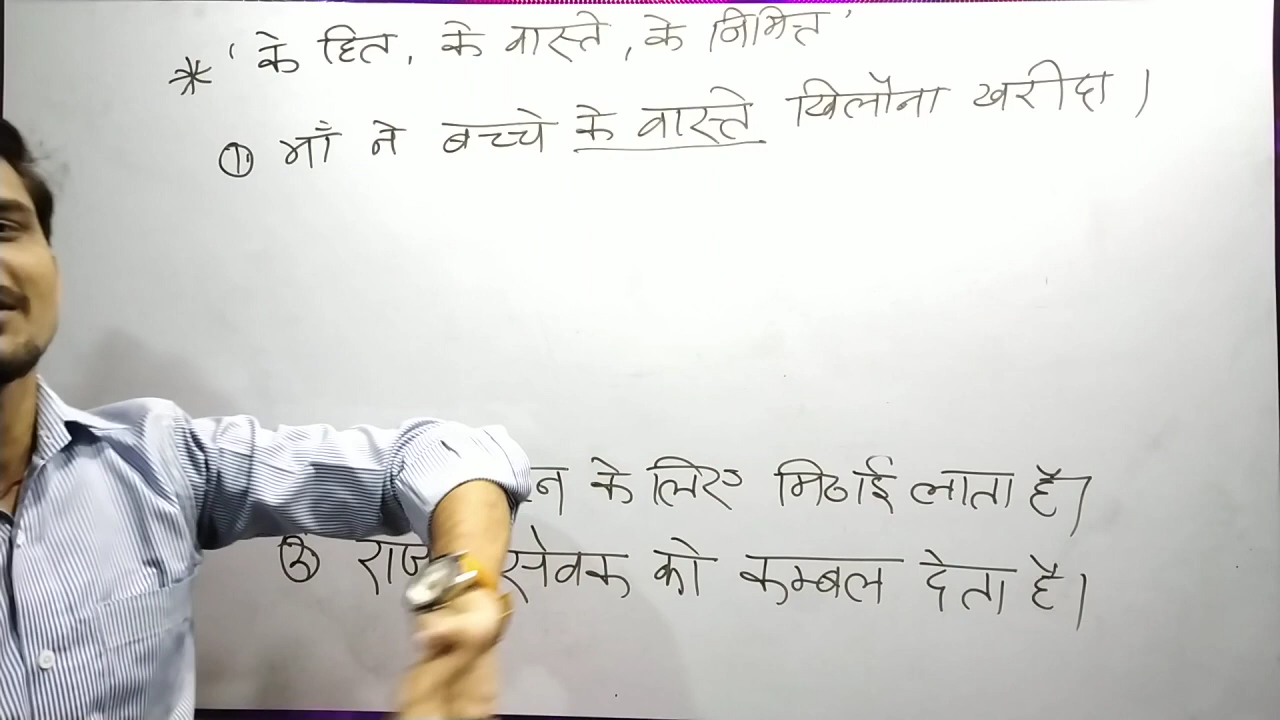 * 'के हित, के वास्ते, के निमित्त'
① माँ ने बच्चे के वास्ते खिलौना खरीदा।
के लिए मिठाई लाता है।
③ सेवक को कम्बल देता है।